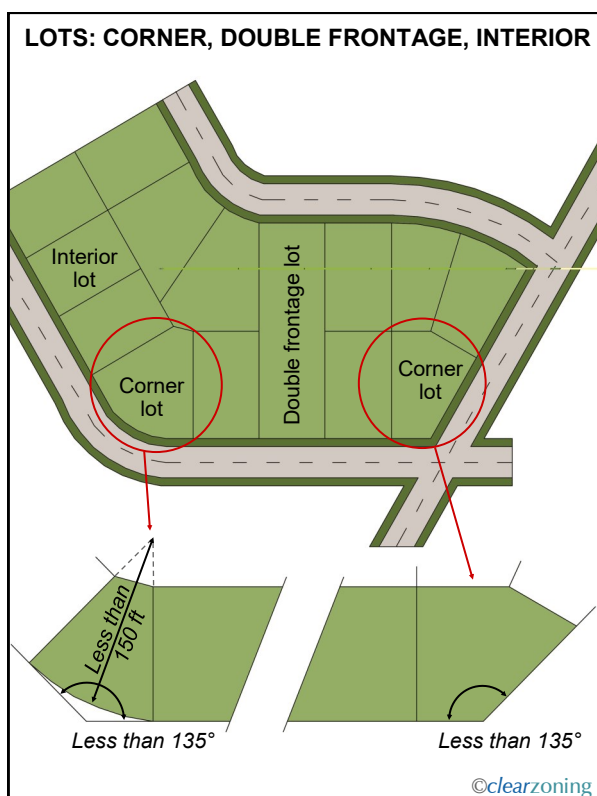 LOTS: CORNER, DOUBLE FRONTAGE, INTERIOR
Interior
lot
Double frontage lot
Corner
lot
Corner
lot
Less than
150 ft
Less than 135°
Less than 135°
©clearzoning